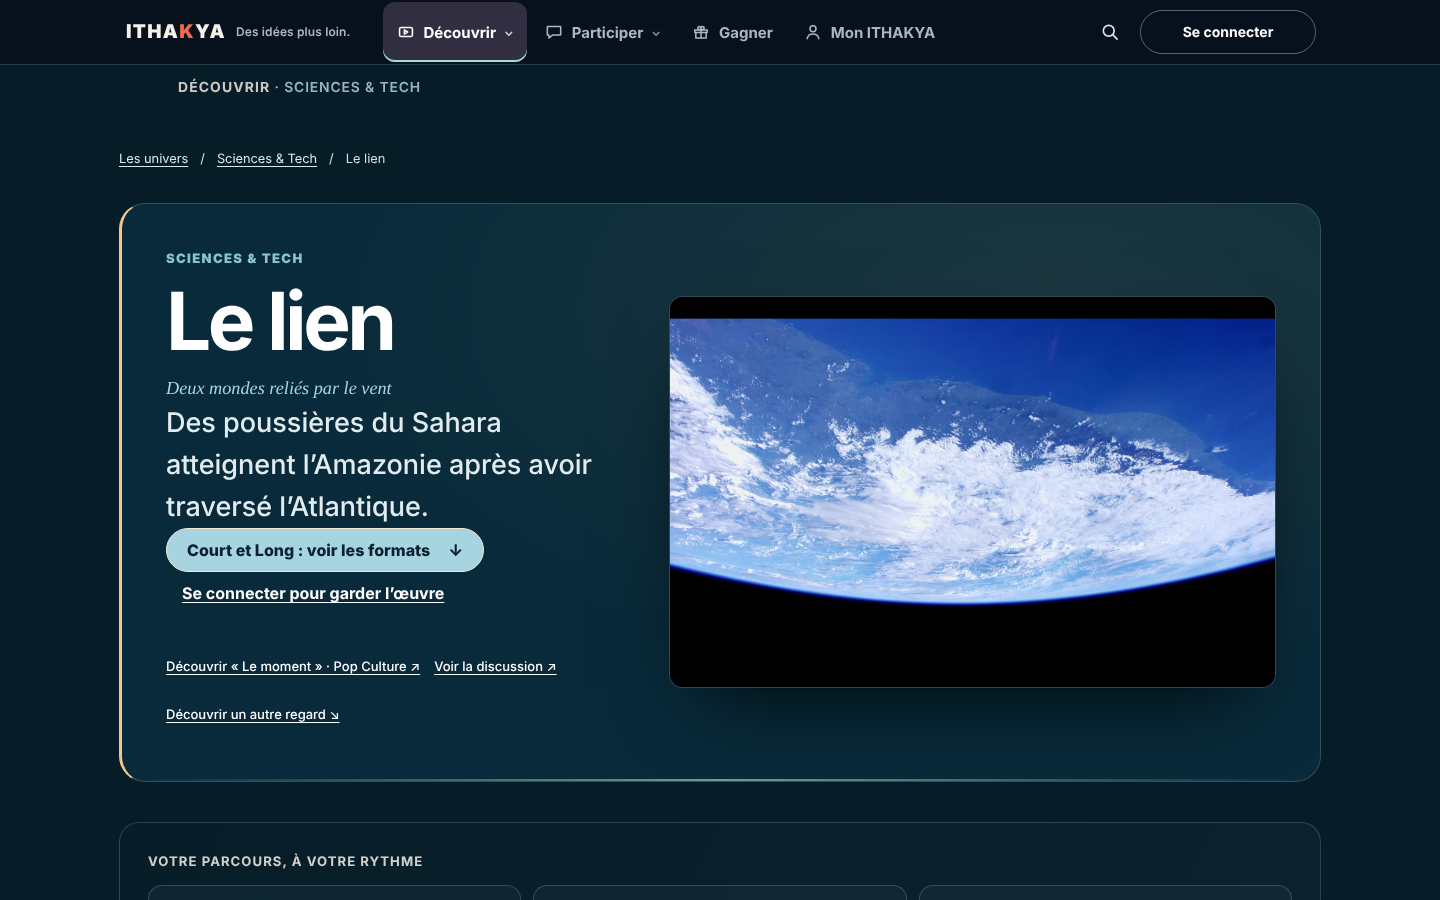 ITHAKYA Des idées plus loin. Découvrir Participer Gagner Mon ITHAKYA Se connecter
DÉCOUVRIR · SCIENCES & TECH
Les univers / Sciences & Tech / Le lien
SCIENCES & TECH
Le lien
Deux mondes reliés par le vent
Des poussières du Sahara
atteignent l’Amazonie après avoir
traversé l’Atlantique.
Court et Long : voir les formats ↓
Se connecter pour garder l’œuvre
Découvrir « Le moment » · Pop Culture ↗ Voir la discussion ↗
Découvrir un autre regard ↘
VOTRE PARCOURS, À VOTRE RYTHME